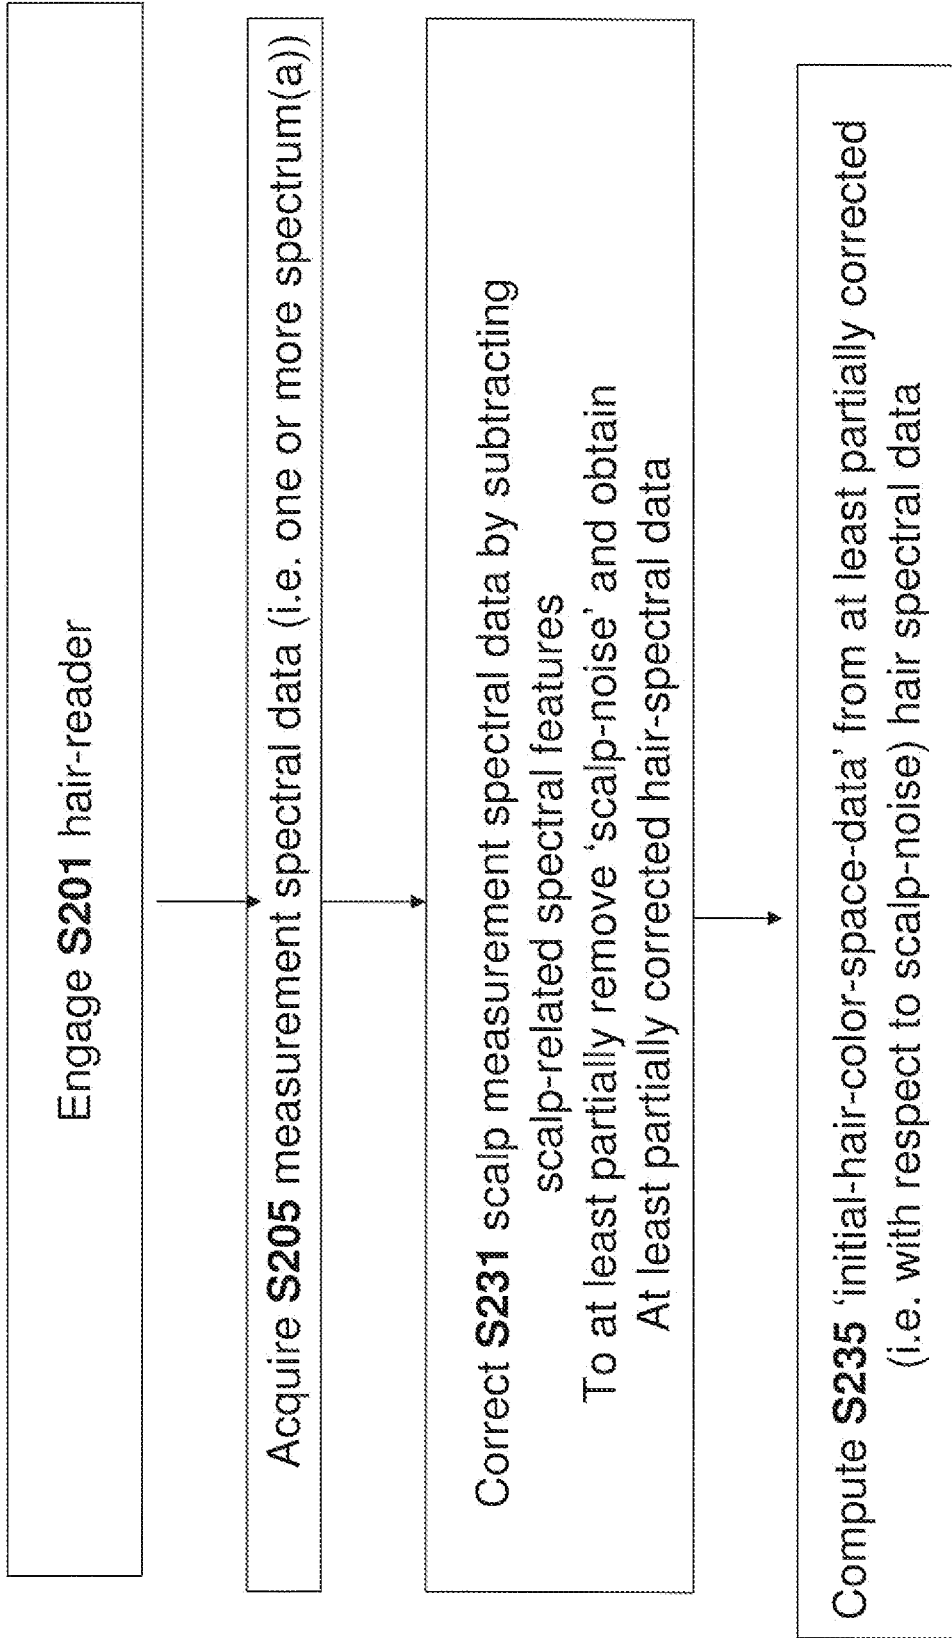 Engage S201 hair-reader
Acquire S205 measurement spectral data (i.e. one or more spectrum(a))
Correct S231 scalp measurement spectral data by subtracting
scalp-related spectral features
To at least partially remove ‘scalp-noise’ and obtain
At least partially corrected hair-spectral data
Compute S235 ‘initial-hair-color-space-data’ from at least partially corrected
(i.e. with respect to scalp-noise) hair spectral data